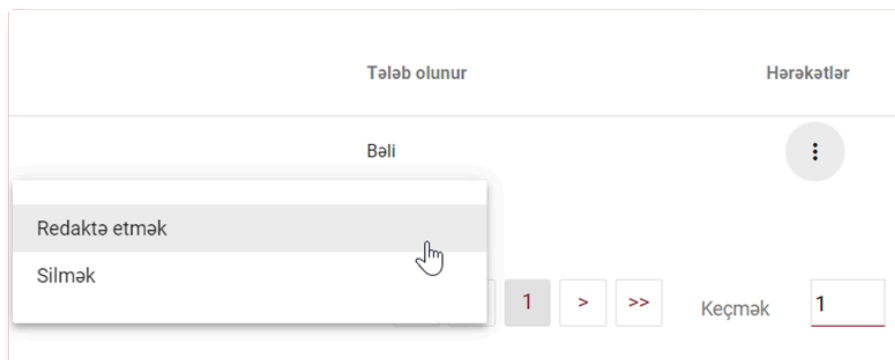 Tələb olunur Hərəkətlər
Bəli
Redaktə etmək
Silmək
1 > >> Keçmək 1